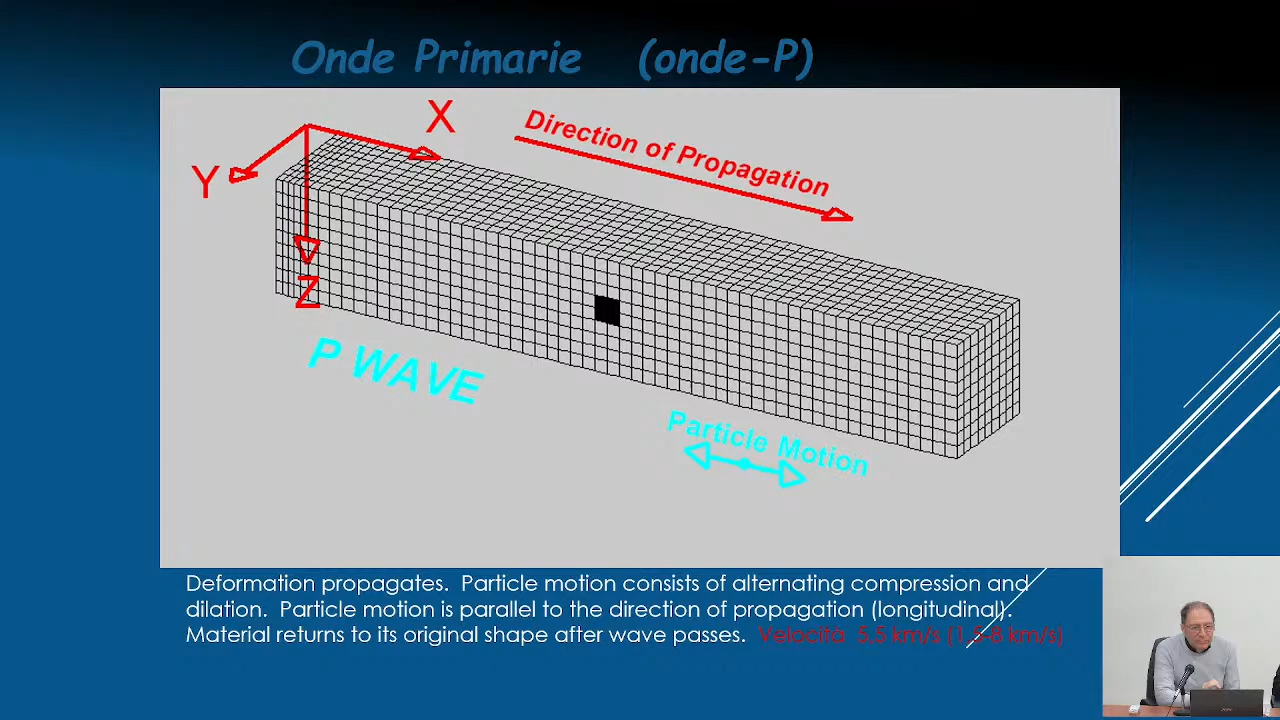 Onde Primarie (onde-P)
X
Direction of Propagation
Y
Z
P WAVE
Particle Motion
Deformation propagates. Particle motion consists of alternating compression and
dilation. Particle motion is parallel to the direction of propagation (longitudinal).
Material returns to its original shape after wave passes. Velocità 5,5 km/s (1,5-8 km/s)